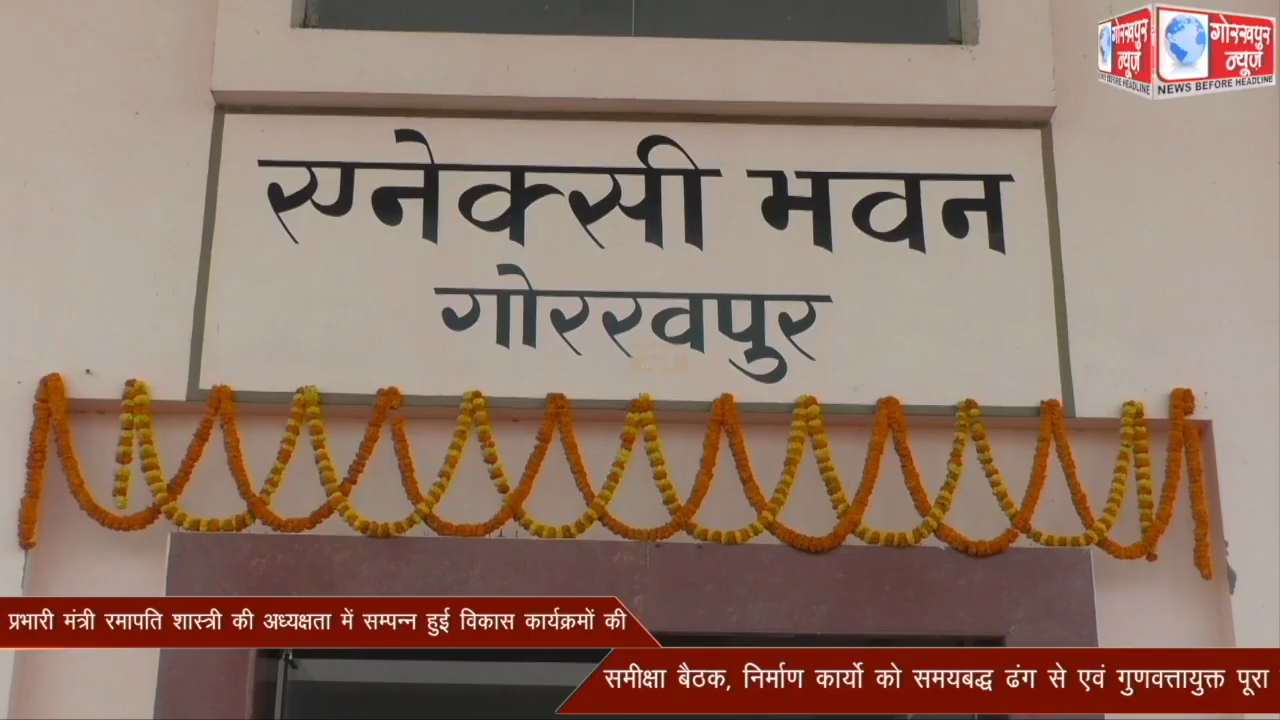 गोरखपुर
न्यूज़
NEWS BEFORE HEADLINE
एनेक्सी भवन
गोरखपुर
प्रभारी मंत्री रमापति शास्त्री की अध्यक्षता में सम्पन्न हुई विकास कार्यक्रमों की
समीक्षा बैठक, निर्माण कार्यो को समयबद्ध ढंग से एवं गुणवत्तायुक्त पूरा